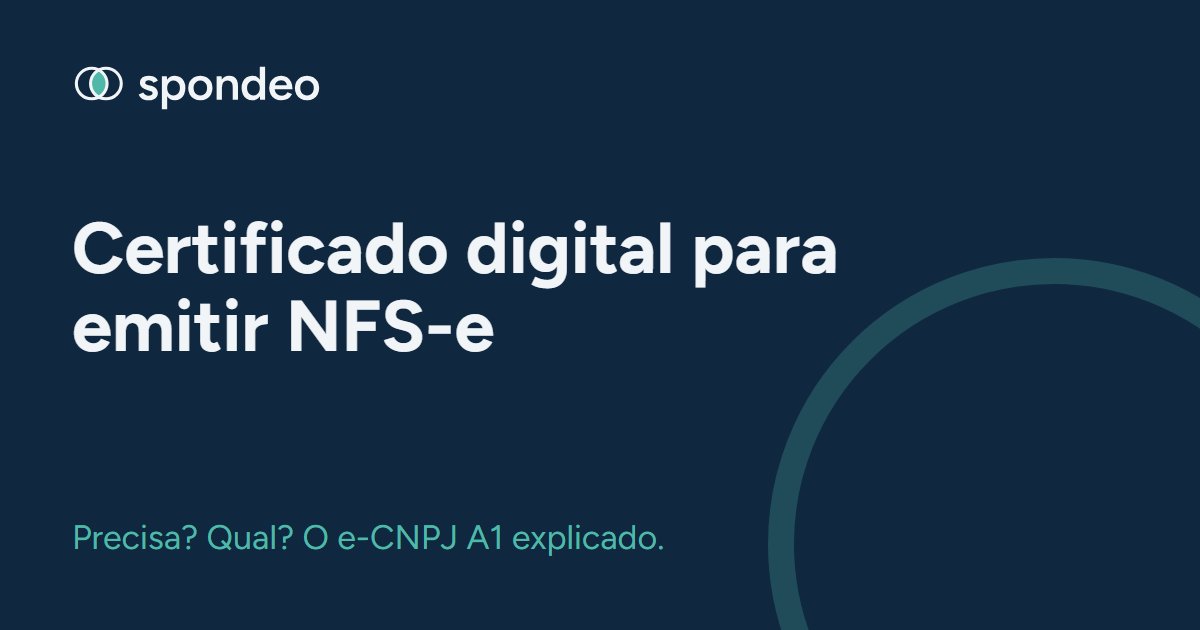 spondeo
Certificado digital para
emitir NFS-e
Precisa? Qual? O e-CNPJ A1 explicado.